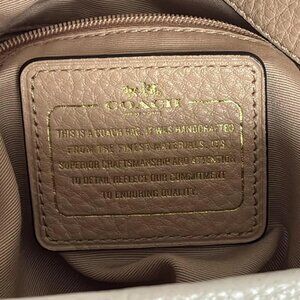 COACH
THIS IS A COACH BAG. IT WAS HANDCRAFTED
FROM THE FINEST MATERIALS. IT'S
SUPERIOR CRAFTSMANSHIP AND ATTENTION
TO DETAIL REFLECT OUR COMMITMENT
TO ENDURING QUALITY.